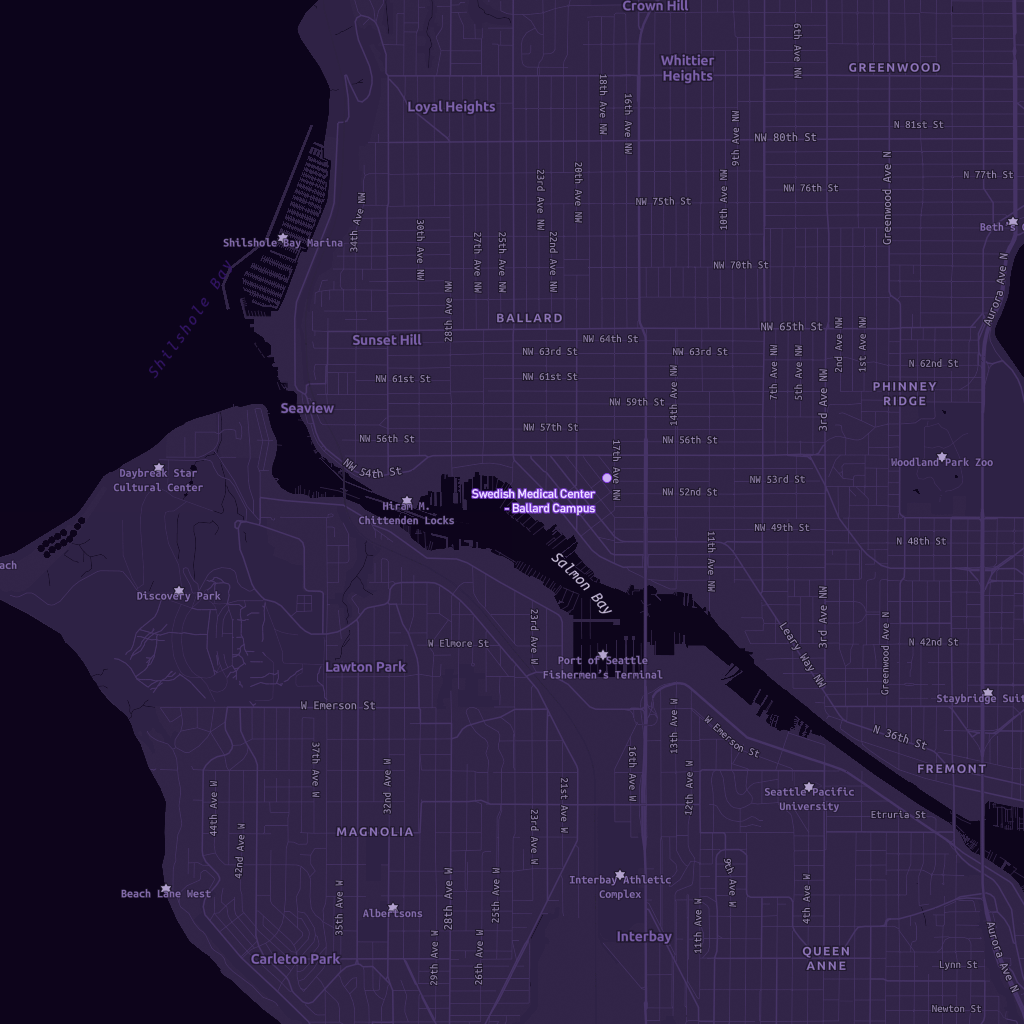 Crown Hill
Whittier
Heights
GREENWOOD
6th Ave NW
Loyal Heights
18th Ave NW
16th Ave NW
9th Ave NW
N 81st St
NW 80th St
20th Ave NW
23rd Ave NW
10th Ave NW
NW 76th St
NW 75th St
Greenwood Ave N
N 77th St
34th Ave NW
30th Ave NW
27th Ave NW
25th Ave NW
22nd Ave NW
Shilshole Bay Marina
NW 70th St
Aurora Ave N
Shilshole Bay
28th Ave NW
BALLARD
NW 65th St
NW 64th St
Sunset Hill
NW 63rd St
NW 63rd St
7th Ave NW
5th Ave NW
2nd Ave NW
1st Ave NW
N 62nd St
NW 61st St
NW 61st St
14th Ave NW
3rd Ave NW
PHINNEY
RIDGE
Seaview
NW 59th St
NW 57th St
NW 56th St
NW 56th St
17th Ave NW
NW 54th St
Daybreak Star
Cultural Center
Woodland Park Zoo
NW 53rd St
NW 52nd St
Swedish Medical Center
- Ballard Campus
Hiram M.
Chittenden Locks
NW 49th St
N 48th St
11th Ave NW
Salmon Bay
Discovery Park
3rd Ave NW
Greenwood Ave N
23rd Ave W
W Elmore St
N 42nd St
Leary Way NW
Lawton Park
Port of Seattle
Fishermen's Terminal
W Emerson St
13th Ave W
W Emerson St
N 36th St
37th Ave W
32nd Ave W
16th Ave W
12th Ave W
FREMONT
44th Ave W
21st Ave W
23rd Ave W
Seattle Pacific
University
Etruria St
MAGNOLIA
42nd Ave W
Beach Lane West
35th Ave W
Albertsons
28th Ave W
25th Ave W
Interbay Athletic
Complex
9th Ave W
4th Ave W
11th Ave W
Interbay
29th Ave W
26th Ave W
Carleton Park
QUEEN
ANNE
Lynn St
Aurora Ave N
Newton St